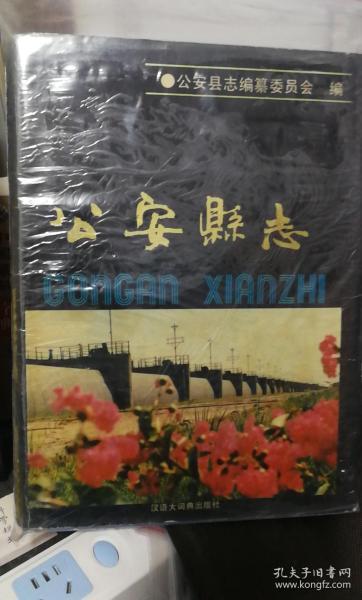 ●公安县志编纂委员会 编
公安縣志
GONGAN XIANZHI
汉语大词典出版社
孔夫子旧书网
www.kongfz.com